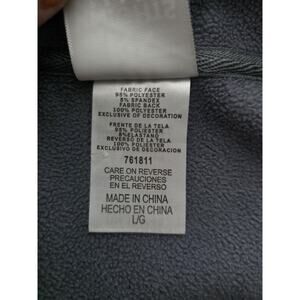 FABRIC FACE
95% POLYESTER
5% SPANDEX
FABRIC BACK
100% POLYESTER
EXCLUSIVE OF DECORATION
FRENTE DE LA TELA
95% POLIESTER
5%ELASTANO
REVERSO DE LA TELA
100% POLIESTER
EXCLUSIVO DE DECORACION
761811
CARE ON REVERSE
PRECAUCIONES
EN EL REVERSO
MADE IN CHINA
HECHO EN CHINA
L/G